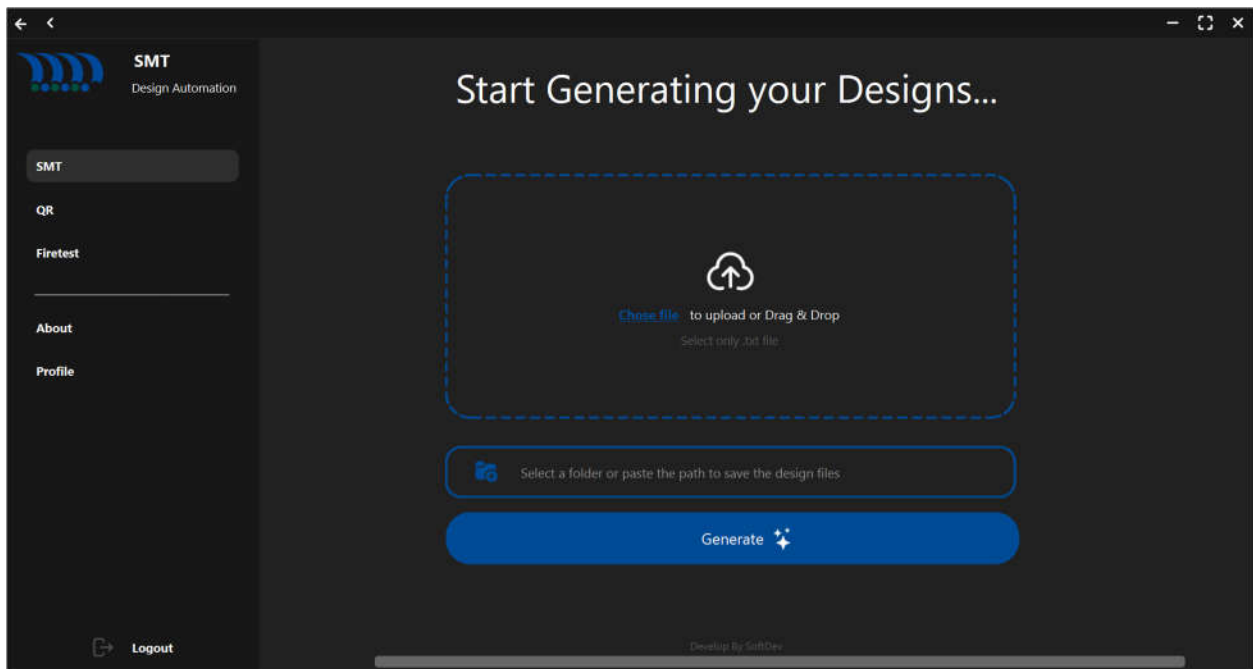 SMT
Design Automation
SMT
QR
Firetest
About
Profile
Logout
Start Generating your Designs...
Chose file to upload or Drag & Drop
Select only .txt file
Select a folder or paste the path to save the design files
Generate
Develup By SoftDev